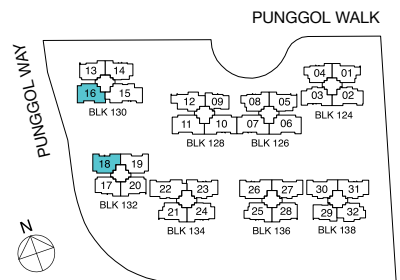 PUNGGOL WALK
PUNGGOL WAY
13 14
16 15
BLK 130
04 01
03 02
BLK 124
12 09
11 10
BLK 128
08 05
07 06
BLK 126
18 19
17 20
BLK 132
22 23
21 24
BLK 134
26 27
25 28
BLK 136
30 31
29 32
BLK 138
N